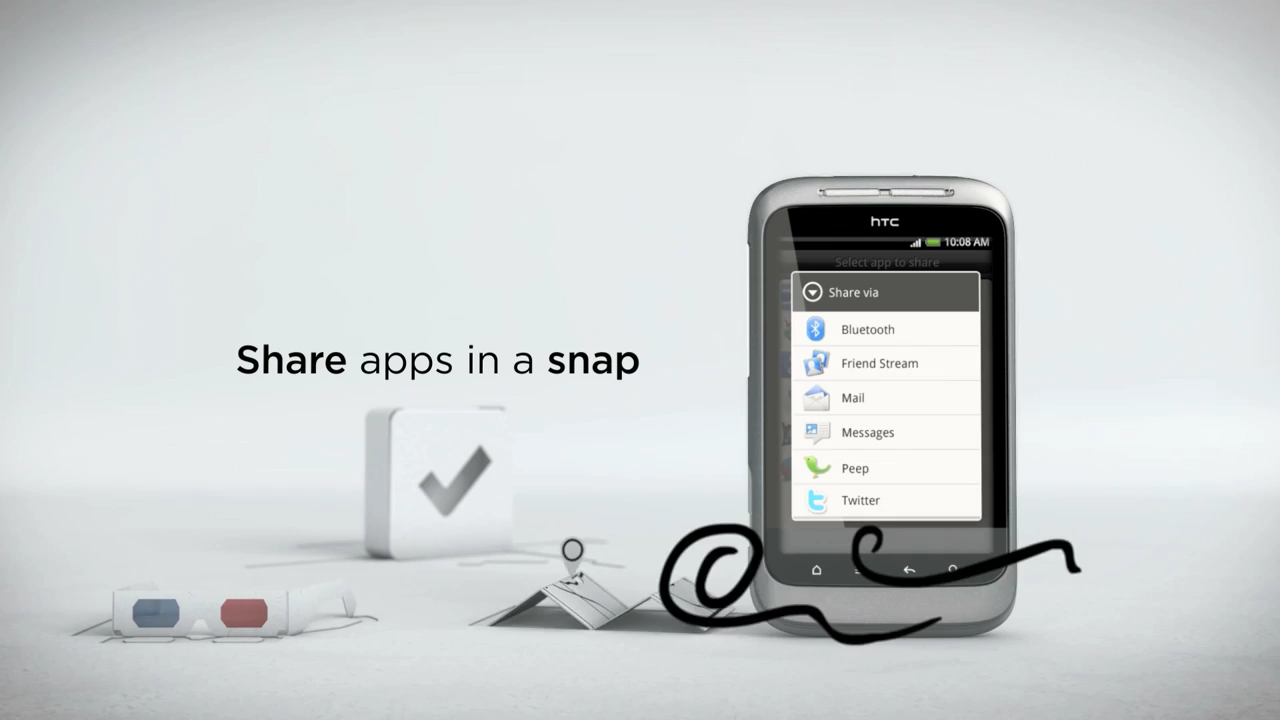 Share apps in a snap
hTC
10:08 AM
Select app to share
Share via
Bluetooth
Friend Stream
Mail
Messages
Peep
Twitter